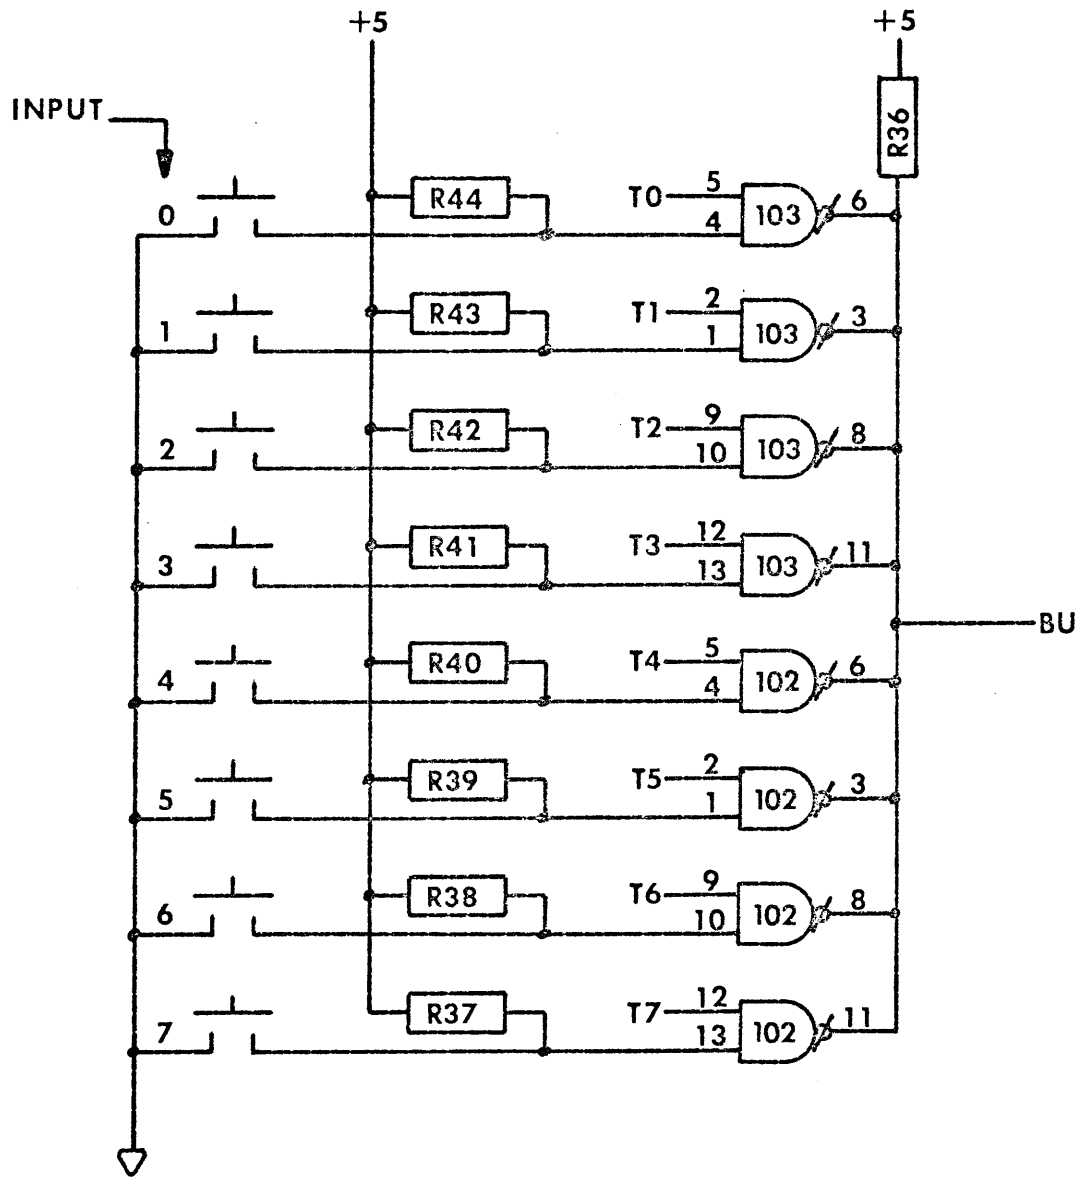 +5 +5
INPUT
R36
0 R44 T0 5 4 103 6
1 R43 T1 2 1 103 3
2 R42 T2 9 10 103 8
3 R41 T3 12 13 103 11
BU
4 R40 T4 5 4 102 6
5 R39 T5 2 1 102 3
6 R38 T6 9 10 102 8
7 R37 T7 12 13 102 11